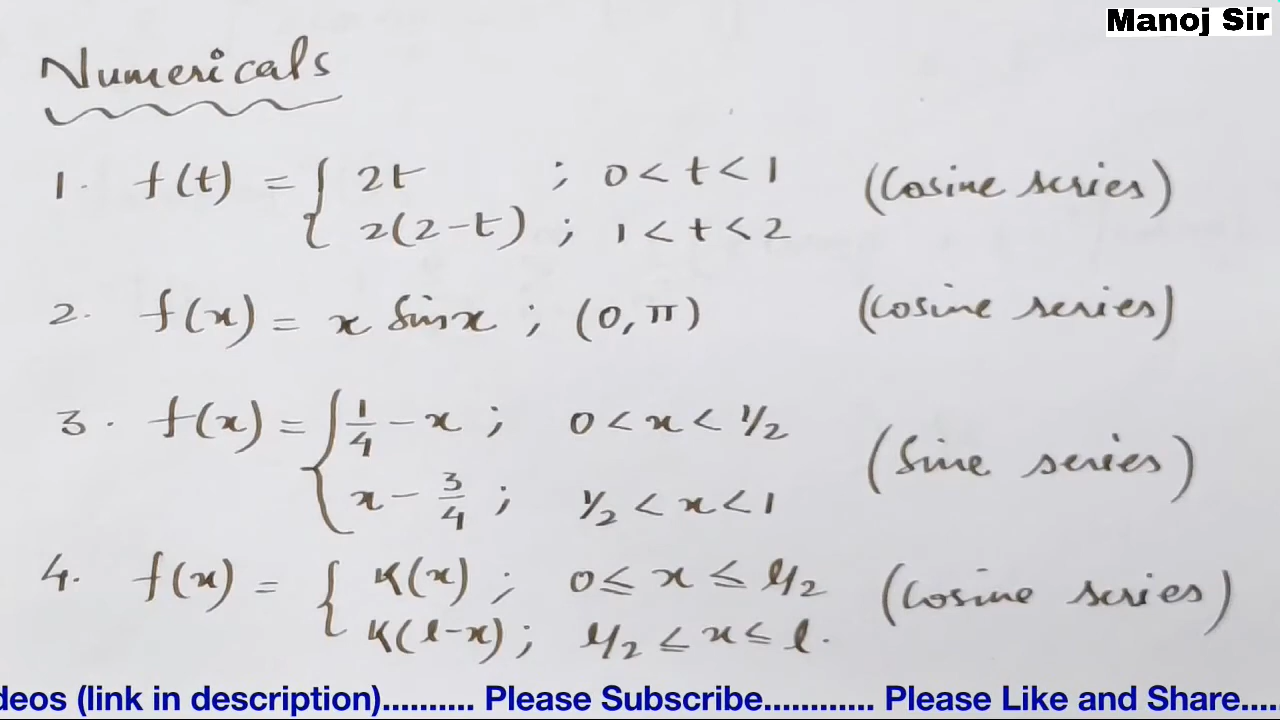 Manoj Sir
Numericals
1. f(t) = { 2t ; 0 < t < 1 (Cosine series)
2(2-t) ; 1 < t < 2
2. f(x) = x Sinx ; (0, π) (Cosine series)
3. f(x) = { 1/4 - x ; 0 < x < 1/2 (Sine series)
x - 3/4 ; 1/2 < x < 1
4. f(x) = { K(x) ; 0 ≤ x ≤ l/2 (Cosine series)
K(l-x) ; l/2 ≤ x ≤ l.
deos (link in description).......... Please Subscribe............ Please Like and Share....